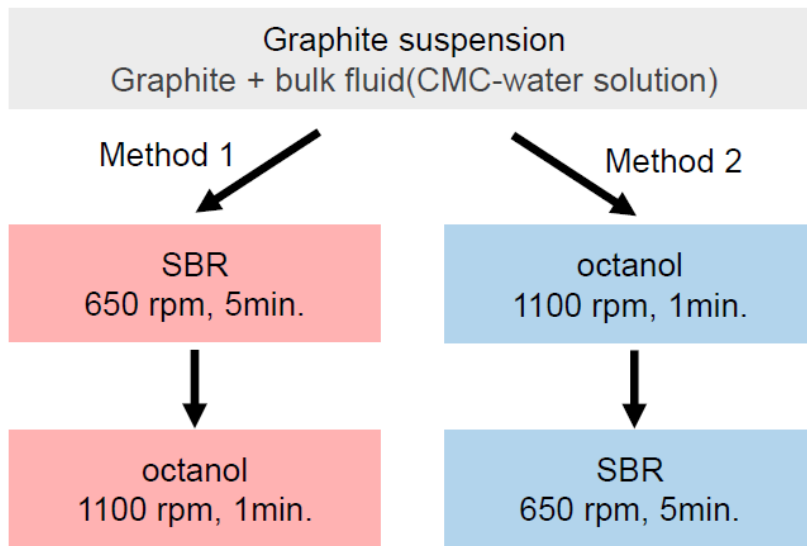 Graphite suspension
Graphite + bulk fluid(CMC-water solution)
Method 1
Method 2
SBR
650 rpm, 5min.
octanol
1100 rpm, 1min.
octanol
1100 rpm, 1min.
SBR
650 rpm, 5min.